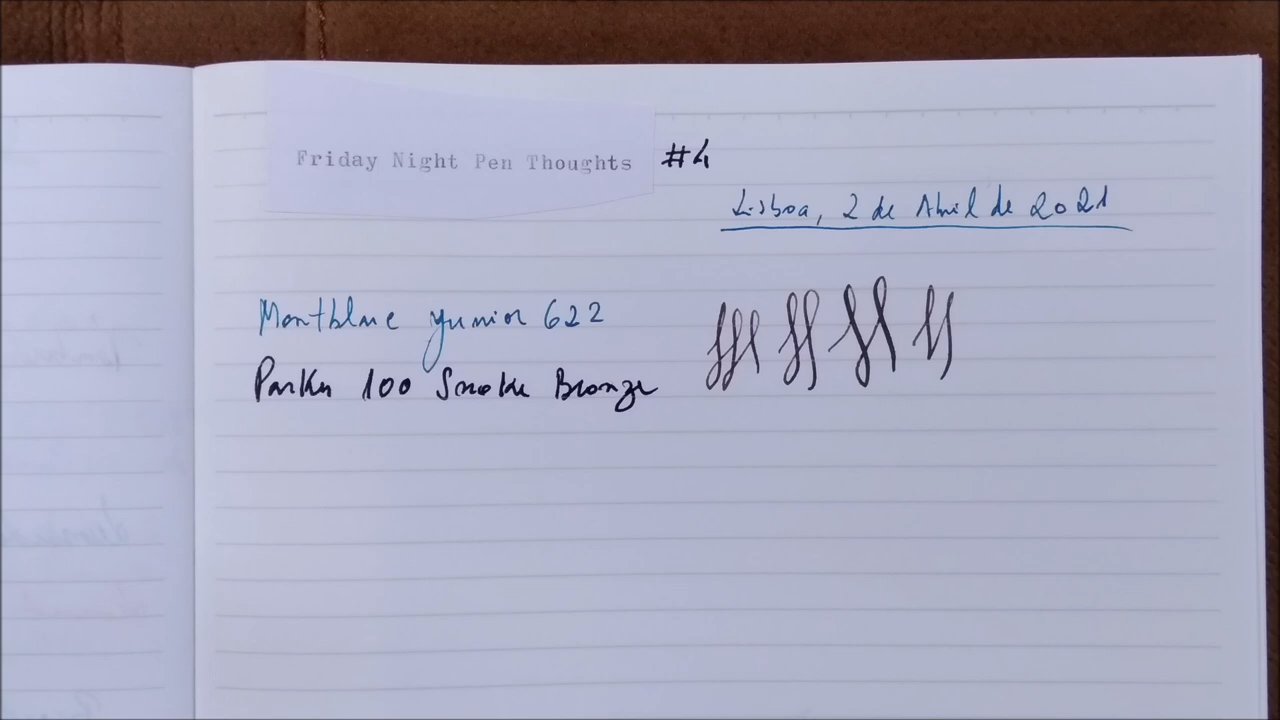 Friday Night Pen Thoughts #4
Lisboa, 2 de Abril de 2021
Montblanc Junior 622
Parker 100 Smoke Bronze